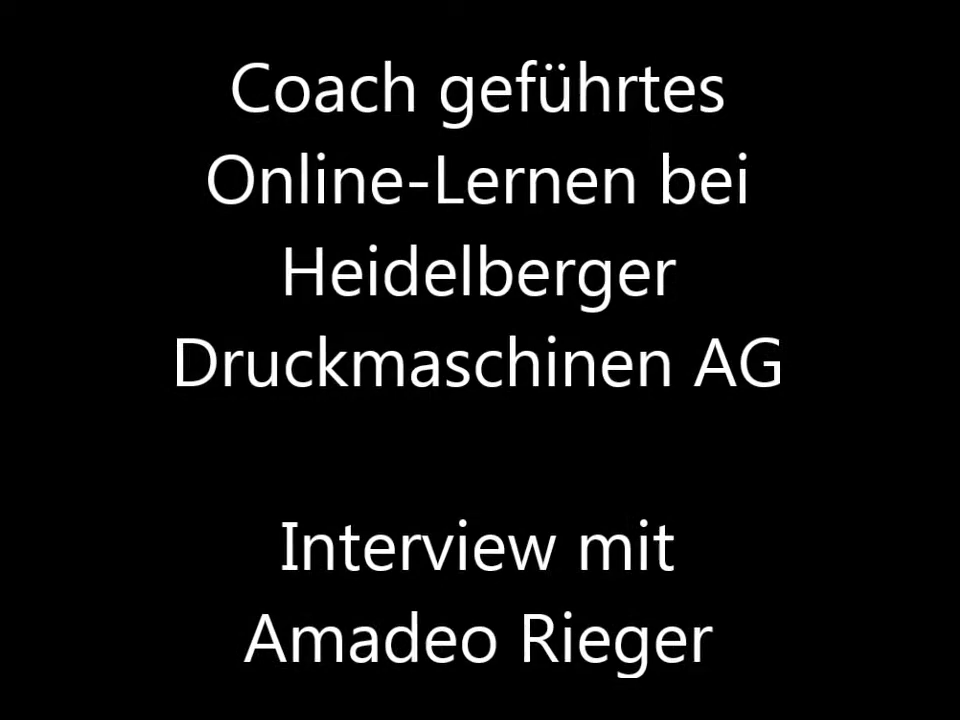 Coach geführtes
Online-Lernen bei
Heidelberger
Druckmaschinen AG
Interview mit
Amadeo Rieger